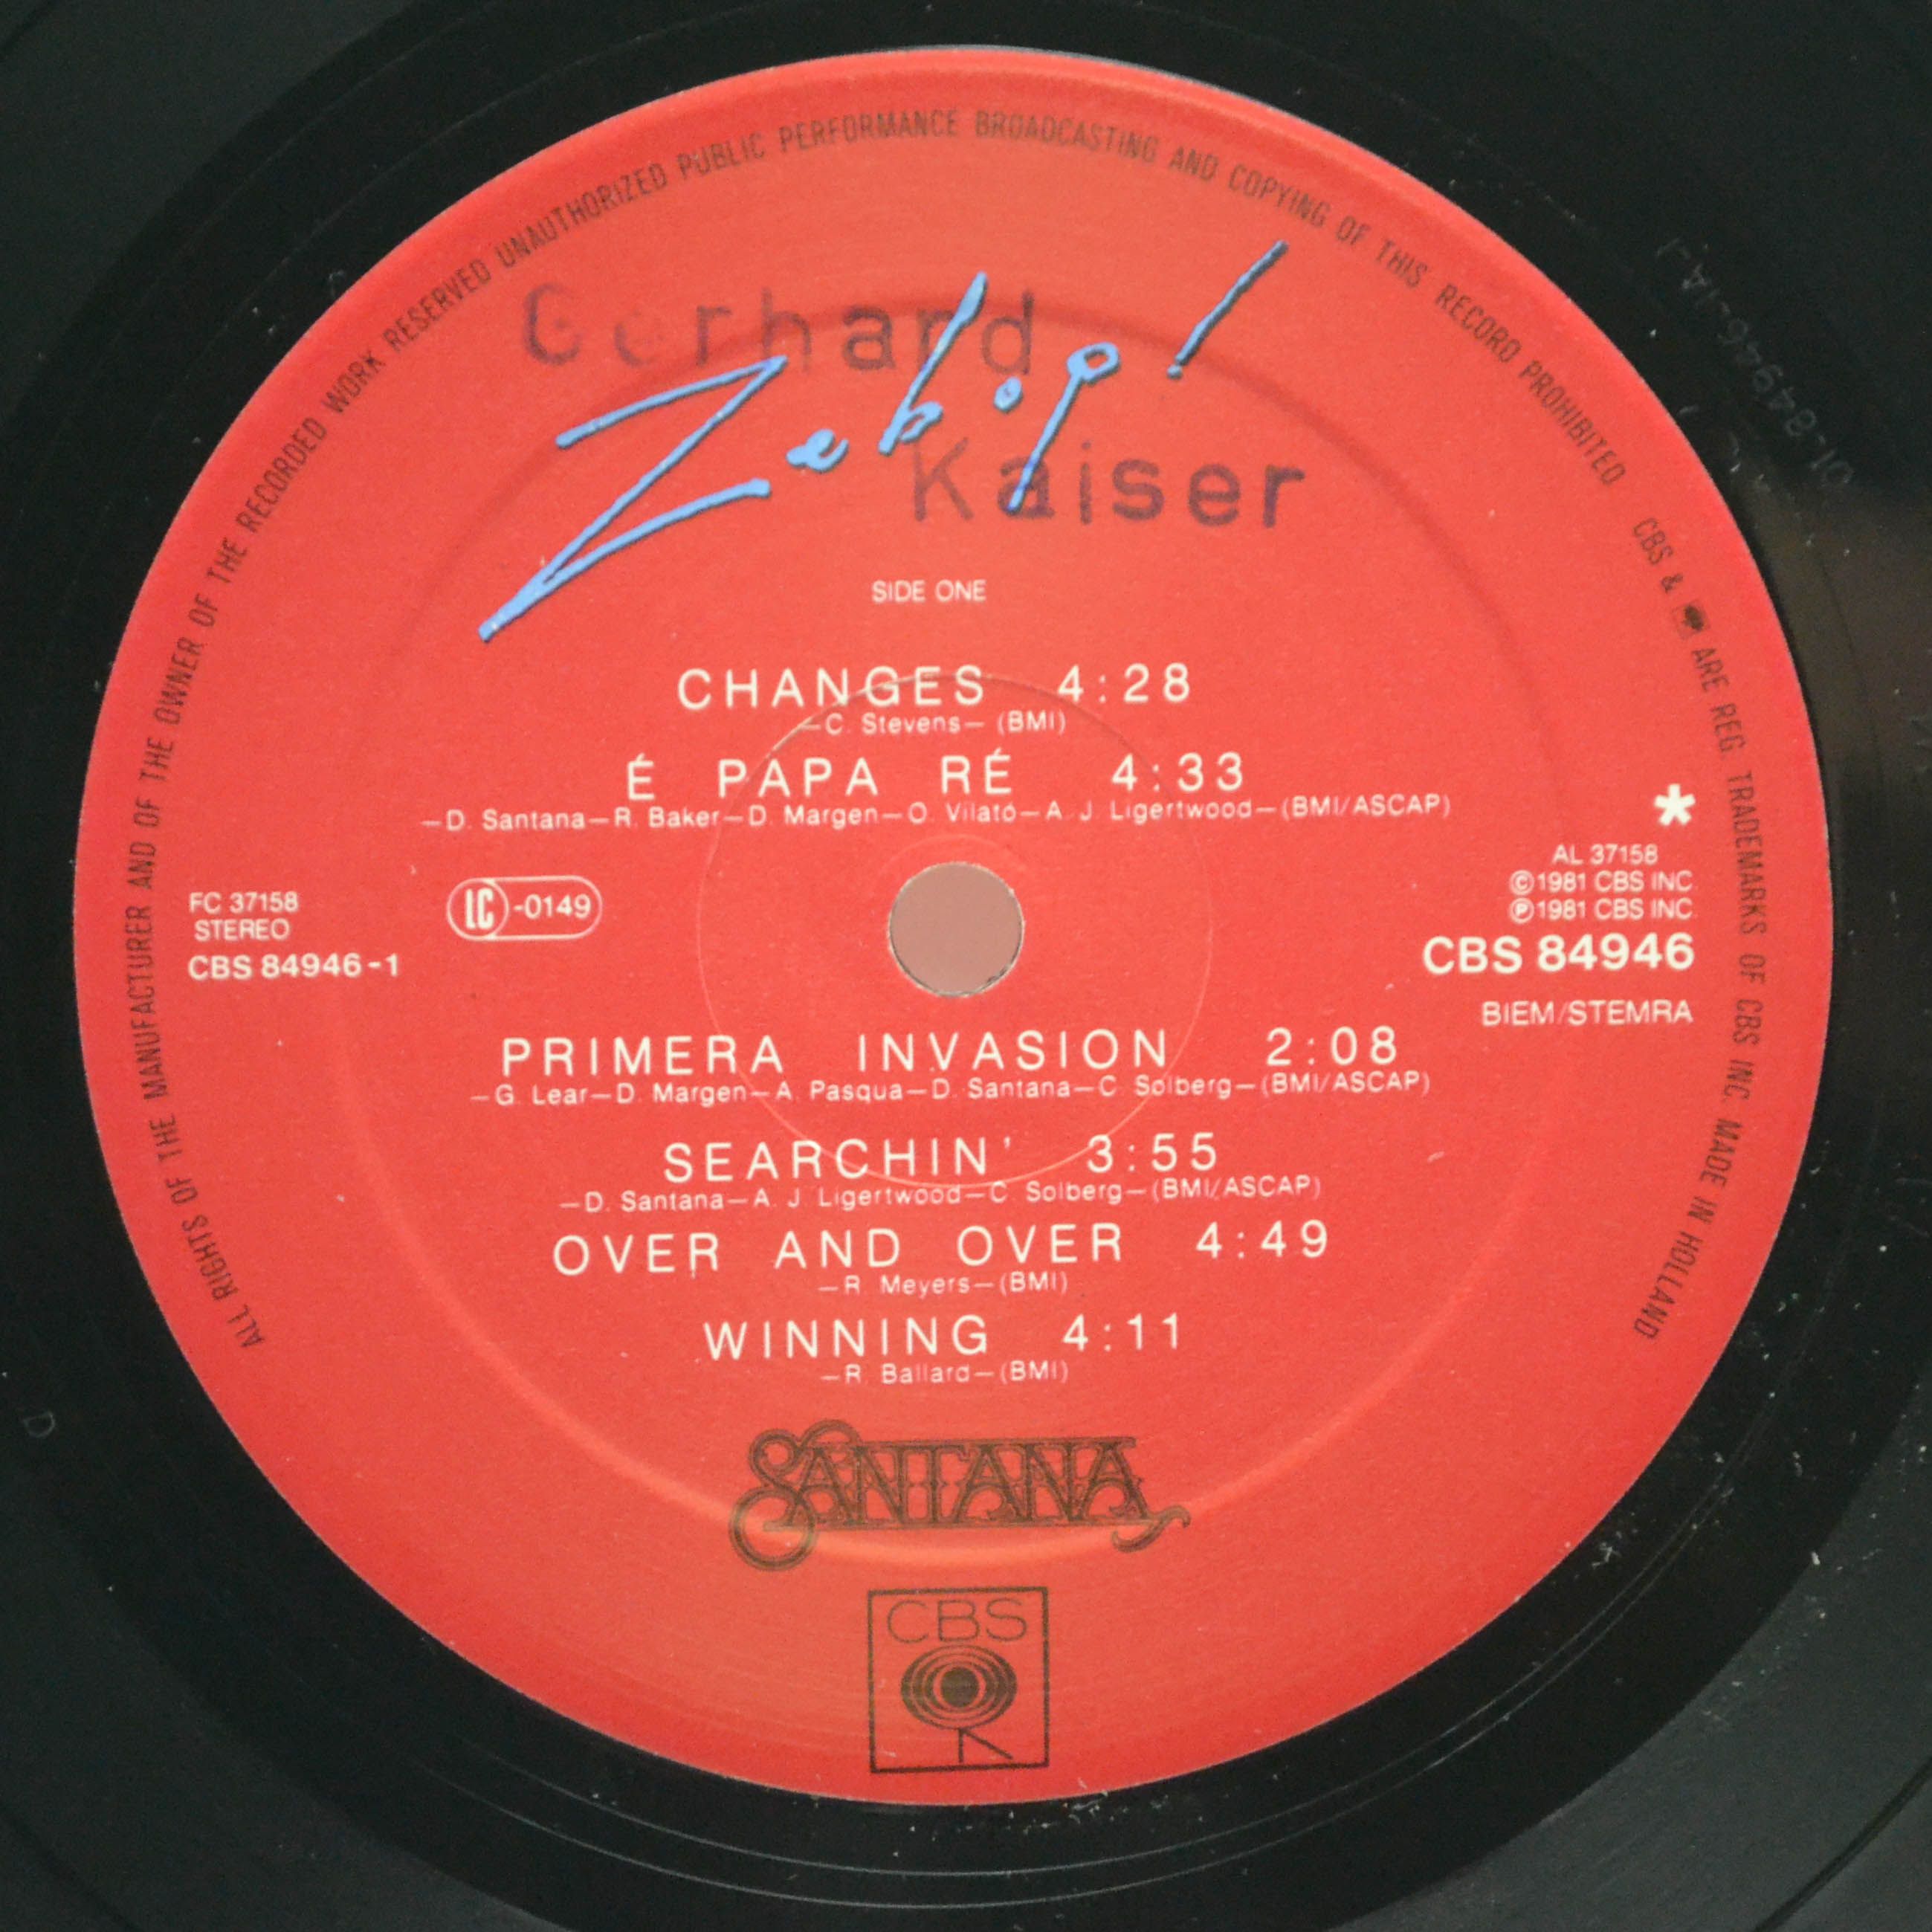 ALL RIGHTS OF THE MANUFACTURER AND OF THE OWNER OF THE RECORDED WORK RESERVED UNAUTHORIZED PUBLIC PERFORMANCE BROADCASTING AND COPYING OF THIS RECORD PROHIBITED CBS & ARE REG. TRADEMARKS OF CBS INC. MADE IN HOLLAND
Gerhard
Zebop!
Kaiser
SIDE ONE
CHANGES 4:28
—C. Stevens— (BMI)
É PAPA RÉ 4:33
—D. Santana—R. Baker—D. Margen—O. Vilató—A. J. Ligertwood—(BMI/ASCAP)
FC 37158
STEREO
CBS 84946-1
LC-0149
*
AL 37158
©1981 CBS INC.
℗1981 CBS INC.
CBS 84946
BIEM/STEMRA
PRIMERA INVASION 2:08
—G. Lear—D. Margen—A. Pasqua—D. Santana—C. Solberg—(BMI/ASCAP)
SEARCHIN' 3:55
—D. Santana—A. J. Ligertwood—C. Solberg—(BMI/ASCAP)
OVER AND OVER 4:49
—R. Meyers—(BMI)
WINNING 4:11
—R. Ballard—(BMI)
SANTANA
CBS
D